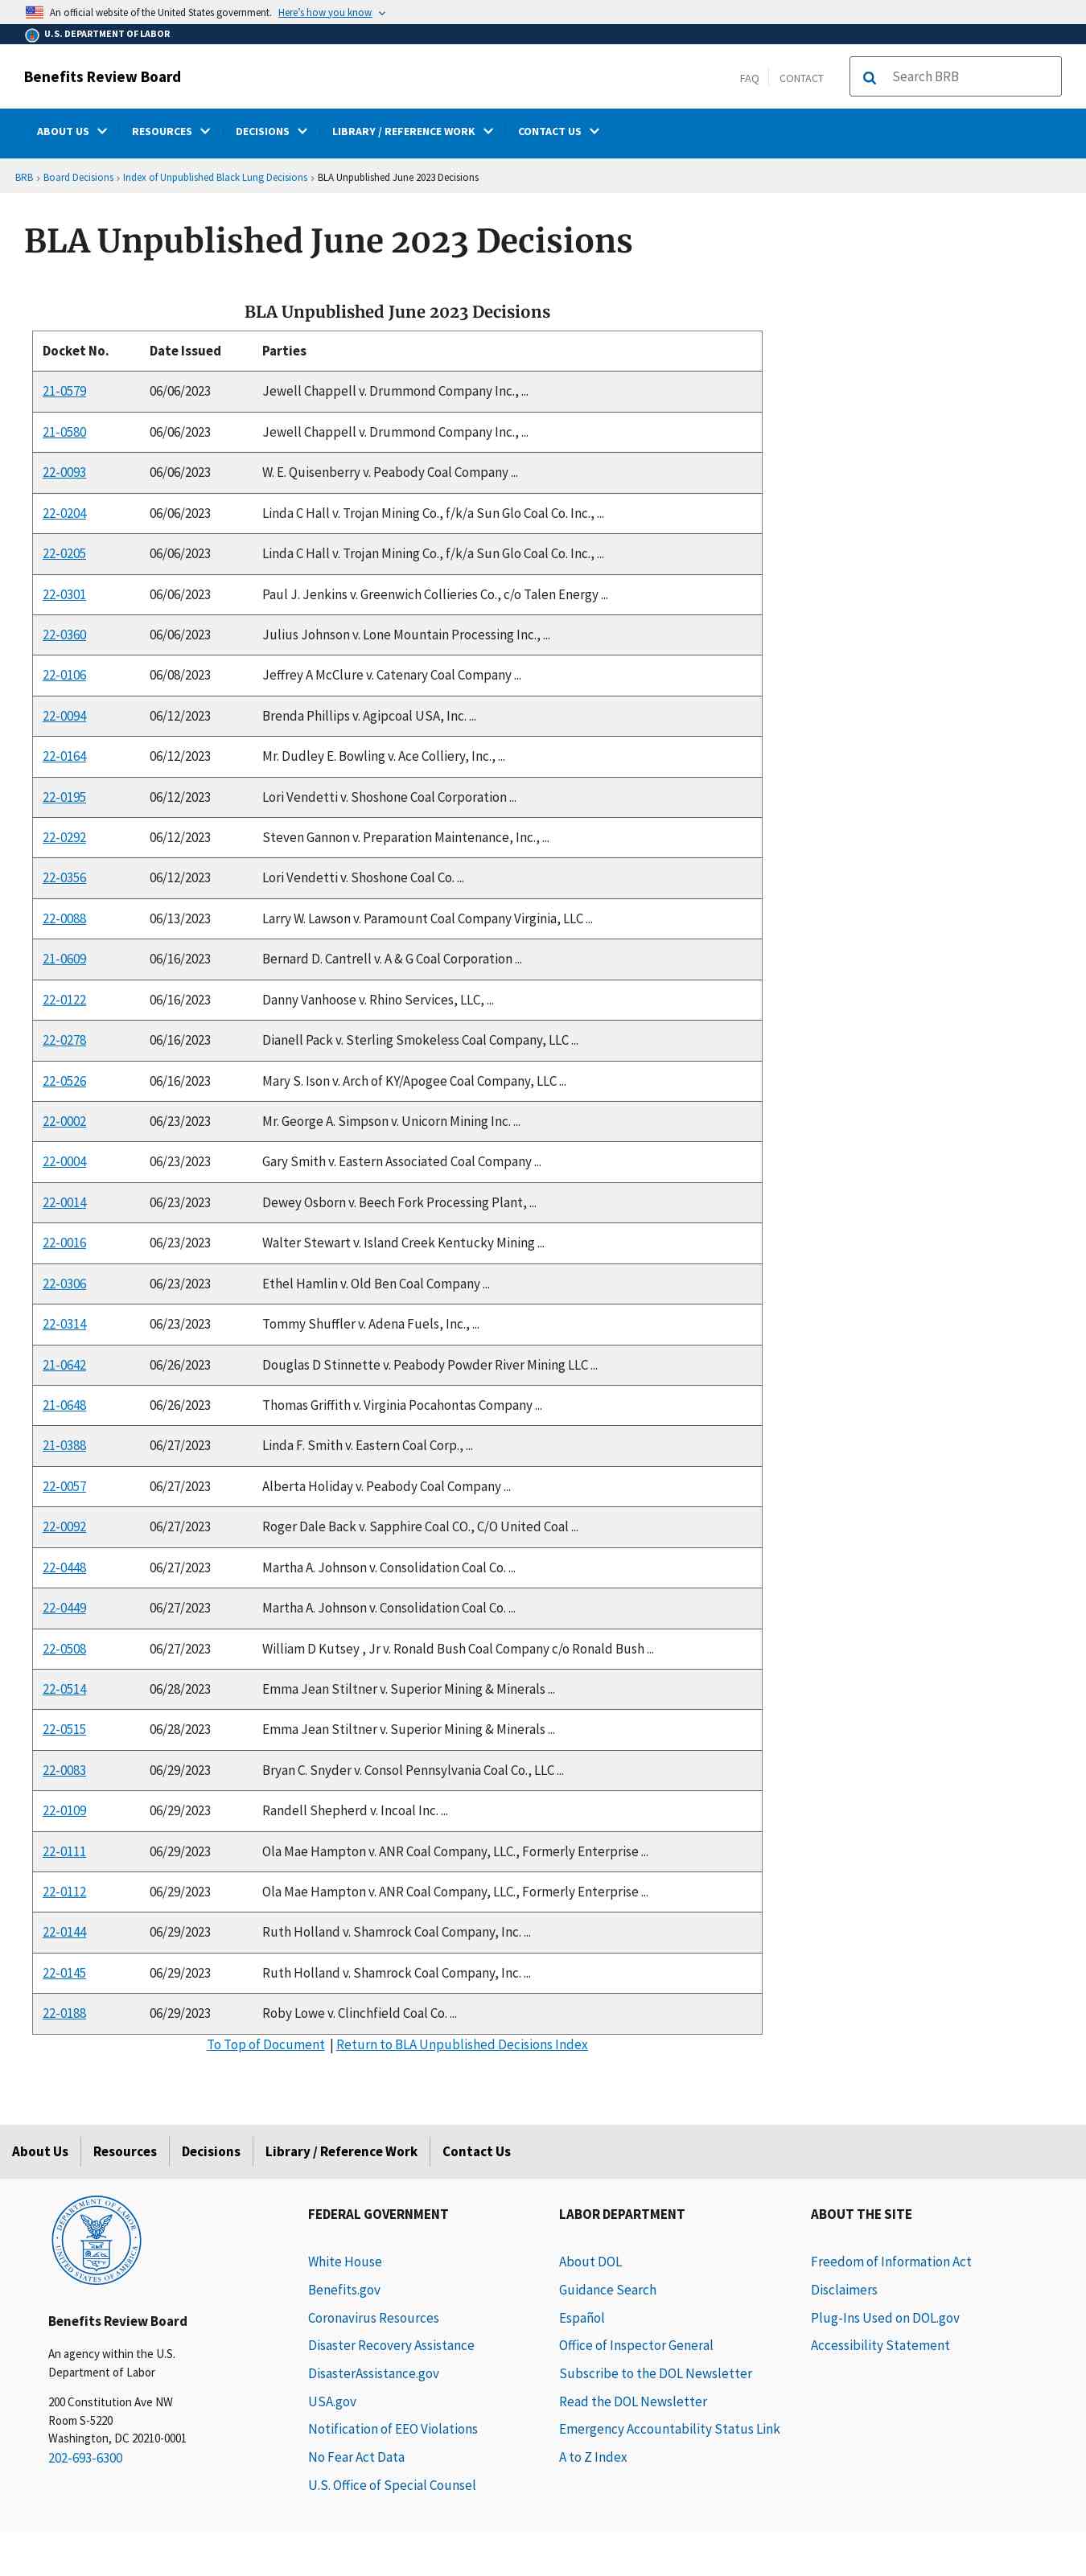 An official website of the United States government. Here's how you know
U.S. DEPARTMENT OF LABOR
Benefits Review Board
FAQ CONTACT Search BRB
ABOUT US RESOURCES DECISIONS LIBRARY / REFERENCE WORK CONTACT US
BRB › Board Decisions › Index of Unpublished Black Lung Decisions › BLA Unpublished June 2023 Decisions
BLA Unpublished June 2023 Decisions
BLA Unpublished June 2023 Decisions
Docket No. Date Issued Parties
21-0579 06/06/2023 Jewell Chappell v. Drummond Company Inc., ...
21-0580 06/06/2023 Jewell Chappell v. Drummond Company Inc., ...
22-0093 06/06/2023 W. E. Quisenberry v. Peabody Coal Company ...
22-0204 06/06/2023 Linda C Hall v. Trojan Mining Co., f/k/a Sun Glo Coal Co. Inc., ...
22-0205 06/06/2023 Linda C Hall v. Trojan Mining Co., f/k/a Sun Glo Coal Co. Inc., ...
22-0301 06/06/2023 Paul J. Jenkins v. Greenwich Collieries Co., c/o Talen Energy ...
22-0360 06/06/2023 Julius Johnson v. Lone Mountain Processing Inc., ...
22-0106 06/08/2023 Jeffrey A McClure v. Catenary Coal Company ...
22-0094 06/12/2023 Brenda Phillips v. Agipcoal USA, Inc. ...
22-0164 06/12/2023 Mr. Dudley E. Bowling v. Ace Colliery, Inc., ...
22-0195 06/12/2023 Lori Vendetti v. Shoshone Coal Corporation ...
22-0292 06/12/2023 Steven Gannon v. Preparation Maintenance, Inc., ...
22-0356 06/12/2023 Lori Vendetti v. Shoshone Coal Co. ...
22-0088 06/13/2023 Larry W. Lawson v. Paramount Coal Company Virginia, LLC ...
21-0609 06/16/2023 Bernard D. Cantrell v. A & G Coal Corporation ...
22-0122 06/16/2023 Danny Vanhoose v. Rhino Services, LLC, ...
22-0278 06/16/2023 Dianell Pack v. Sterling Smokeless Coal Company, LLC ...
22-0526 06/16/2023 Mary S. Ison v. Arch of KY/Apogee Coal Company, LLC ...
22-0002 06/23/2023 Mr. George A. Simpson v. Unicorn Mining Inc. ...
22-0004 06/23/2023 Gary Smith v. Eastern Associated Coal Company ...
22-0014 06/23/2023 Dewey Osborn v. Beech Fork Processing Plant, ...
22-0016 06/23/2023 Walter Stewart v. Island Creek Kentucky Mining ...
22-0306 06/23/2023 Ethel Hamlin v. Old Ben Coal Company ...
22-0314 06/23/2023 Tommy Shuffler v. Adena Fuels, Inc., ...
21-0642 06/26/2023 Douglas D Stinnette v. Peabody Powder River Mining LLC ...
21-0648 06/26/2023 Thomas Griffith v. Virginia Pocahontas Company ...
21-0388 06/27/2023 Linda F. Smith v. Eastern Coal Corp., ...
22-0057 06/27/2023 Alberta Holiday v. Peabody Coal Company ...
22-0092 06/27/2023 Roger Dale Back v. Sapphire Coal CO., C/O United Coal ...
22-0448 06/27/2023 Martha A. Johnson v. Consolidation Coal Co. ...
22-0449 06/27/2023 Martha A. Johnson v. Consolidation Coal Co. ...
22-0508 06/27/2023 William D Kutsey , Jr v. Ronald Bush Coal Company c/o Ronald Bush ...
22-0514 06/28/2023 Emma Jean Stiltner v. Superior Mining & Minerals ...
22-0515 06/28/2023 Emma Jean Stiltner v. Superior Mining & Minerals ...
22-0083 06/29/2023 Bryan C. Snyder v. Consol Pennsylvania Coal Co., LLC ...
22-0109 06/29/2023 Randell Shepherd v. Incoal Inc. ...
22-0111 06/29/2023 Ola Mae Hampton v. ANR Coal Company, LLC., Formerly Enterprise ...
22-0112 06/29/2023 Ola Mae Hampton v. ANR Coal Company, LLC., Formerly Enterprise ...
22-0144 06/29/2023 Ruth Holland v. Shamrock Coal Company, Inc. ...
22-0145 06/29/2023 Ruth Holland v. Shamrock Coal Company, Inc. ...
22-0188 06/29/2023 Roby Lowe v. Clinchfield Coal Co. ...
To Top of Document | Return to BLA Unpublished Decisions Index
About Us Resources Decisions Library / Reference Work Contact Us
DEPARTMENT OF LABOR
UNITED STATES OF AMERICA
Benefits Review Board
An agency within the U.S.
Department of Labor
200 Constitution Ave NW
Room S-5220
Washington, DC 20210-0001
202-693-6300
FEDERAL GOVERNMENT
White House
Benefits.gov
Coronavirus Resources
Disaster Recovery Assistance
DisasterAssistance.gov
USA.gov
Notification of EEO Violations
No Fear Act Data
U.S. Office of Special Counsel
LABOR DEPARTMENT
About DOL
Guidance Search
Español
Office of Inspector General
Subscribe to the DOL Newsletter
Read the DOL Newsletter
Emergency Accountability Status Link
A to Z Index
ABOUT THE SITE
Freedom of Information Act
Disclaimers
Plug-Ins Used on DOL.gov
Accessibility Statement